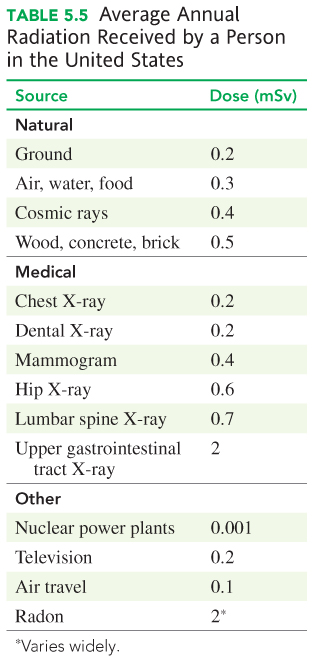 TABLE 5.5 Average Annual
Radiation Received by a Person
in the United States
Source Dose (mSv)
Natural
Ground 0.2
Air, water, food 0.3
Cosmic rays 0.4
Wood, concrete, brick 0.5
Medical
Chest X-ray 0.2
Dental X-ray 0.2
Mammogram 0.4
Hip X-ray 0.6
Lumbar spine X-ray 0.7
Upper gastrointestinal 2
tract X-ray
Other
Nuclear power plants 0.001
Television 0.2
Air travel 0.1
Radon 2*
*Varies widely.